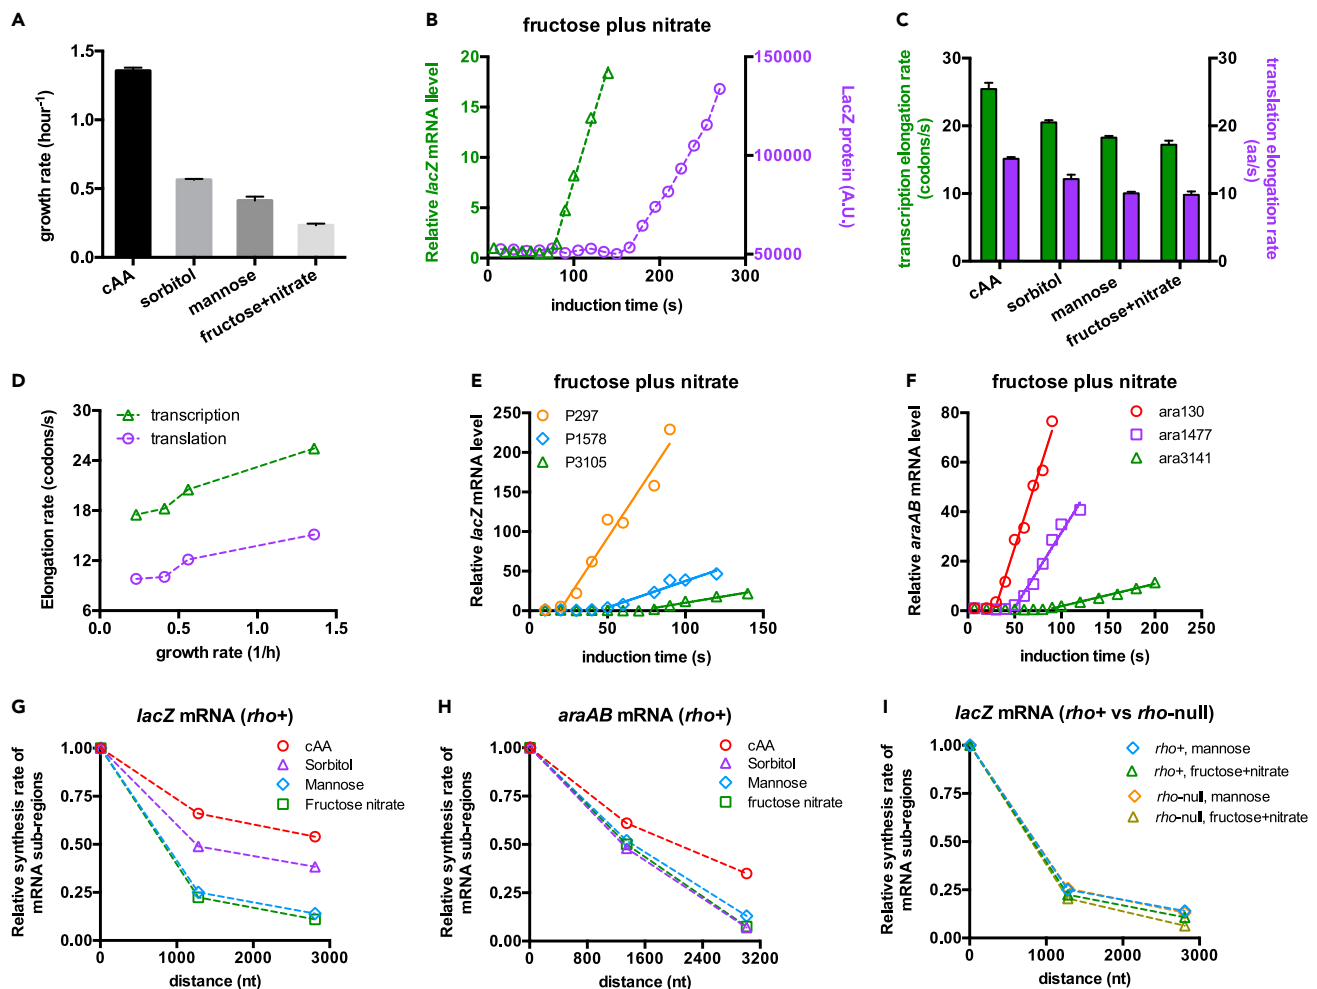 A
growth rate (hour⁻¹)
1.5
1.0
0.5
0.0
cAA
sorbitol
mannose
fructose+nitrate
B
fructose plus nitrate
Relative lacZ mRNA llevel
20
15
10
5
0
150000
100000
50000
LacZ protein (A.U.)
0 100 200 300
induction time (s)
C
transcription elongation rate
(codons/s)
30
20
10
0
30
20
10
0
translation elongation rate
(aa/s)
cAA
sorbitol
mannose
fructose+nitrate
D
Elongation rate (codons/s)
30
24
18
12
6
transcription
translation
0.0 0.5 1.0 1.5
growth rate (1/h)
E
fructose plus nitrate
Relative lacZ mRNA level
250
200
150
100
50
0
P297
P1578
P3105
0 50 100 150
induction time (s)
F
fructose plus nitrate
Relative araAB mRNA level
80
60
40
20
0
ara130
ara1477
ara3141
0 50 100 150 200 250
induction time (s)
G
lacZ mRNA (rho+)
Relative synthesis rate of
mRNA sub-regions
1.00
0.75
0.50
0.25
0.00
cAA
Sorbitol
Mannose
Fructose nitrate
0 1000 2000 3000
distance (nt)
H
araAB mRNA (rho+)
Relative synthesis rate of
mRNA sub-regions
1.00
0.75
0.50
0.25
0.00
cAA
Sorbitol
Mannose
fructose nitrate
0 800 1600 2400 3200
distance (nt)
I
lacZ mRNA (rho+ vs rho-null)
Relative synthesis rate of
mRNA sub-regions
1.00
0.75
0.50
0.25
0.00
rho+, mannose
rho+, fructose+nitrate
rho-null, mannose
rho-null, fructose+nitrate
0 1000 2000 3000
distance (nt)